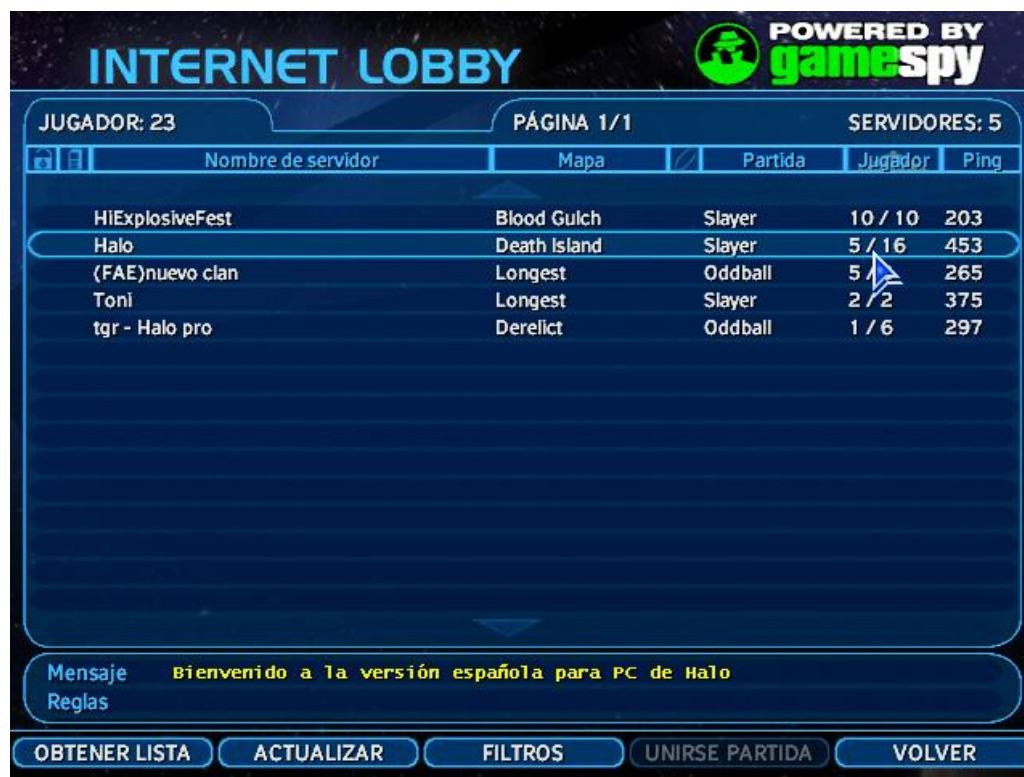 INTERNET LOBBY
POWERED BY
gamespy
JUGADOR: 23 PÁGINA 1/1 SERVIDORES: 5
Nombre de servidor Mapa Partida Jugador Ping
HiExplosiveFest Blood Gulch Slayer 10 / 10 203
Halo Death Island Slayer 5 / 16 453
(FAE)nuevo clan Longest Oddball 5 / 265
Toni Longest Slayer 2 / 2 375
tgr - Halo pro Derelict Oddball 1 / 6 297
Mensaje Bienvenido a la versión española para PC de Halo
Reglas
OBTENER LISTA ACTUALIZAR FILTROS UNIRSE PARTIDA VOLVER